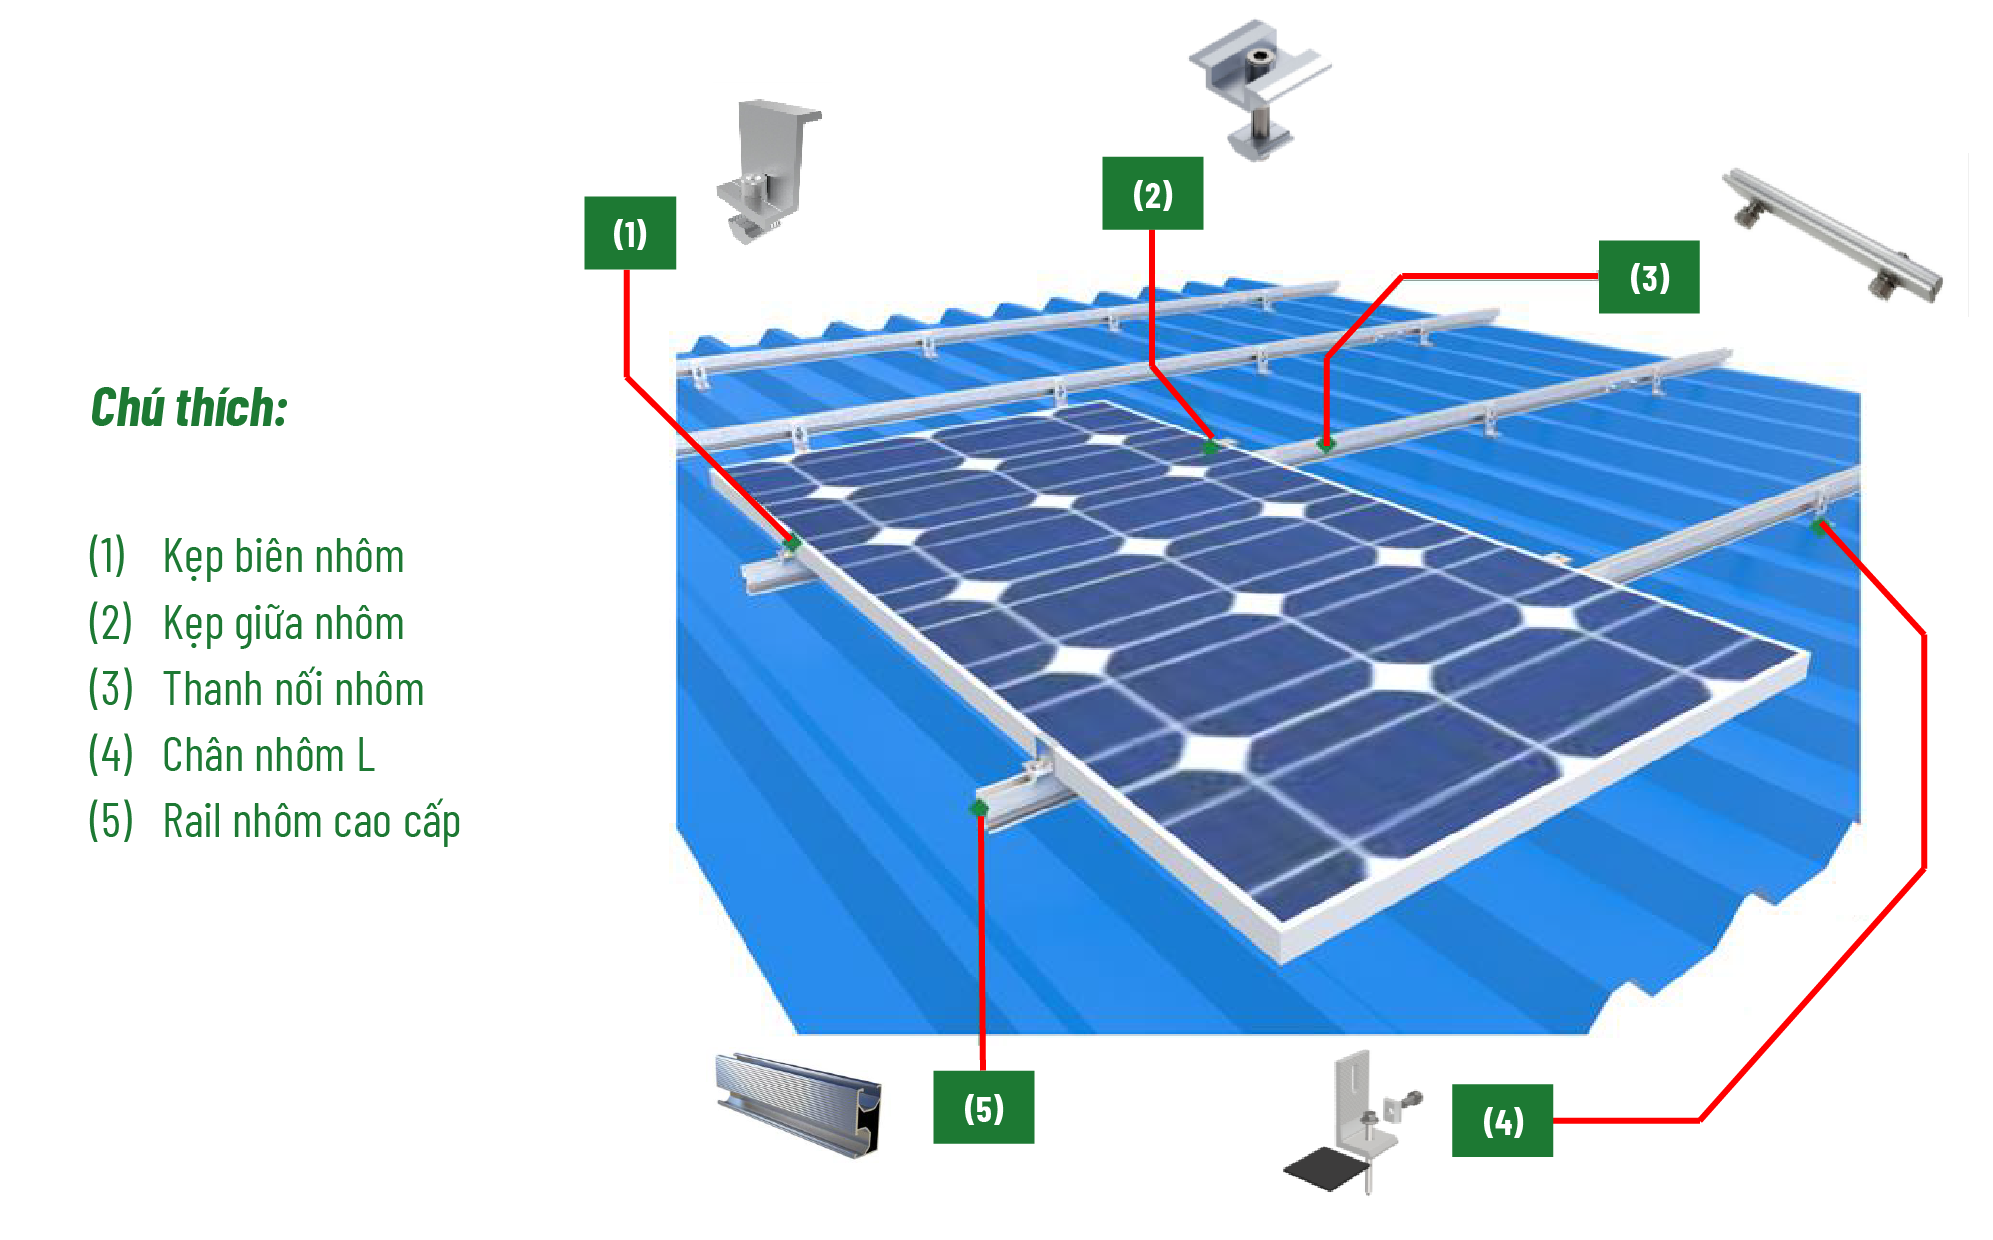 (1)
(2)
(3)
Chú thích:
(1) Kẹp biên nhôm
(2) Kẹp giữa nhôm
(3) Thanh nối nhôm
(4) Chân nhôm L
(5) Rail nhôm cao cấp
(5)
(4)